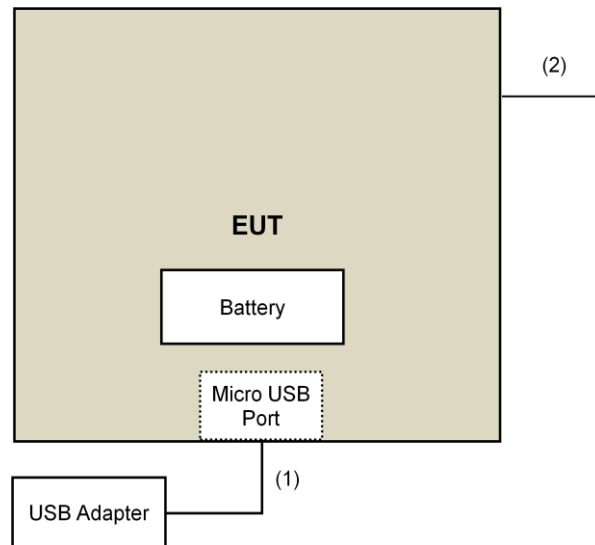 (2)
EUT
Battery
Micro USB
Port
(1)
USB Adapter